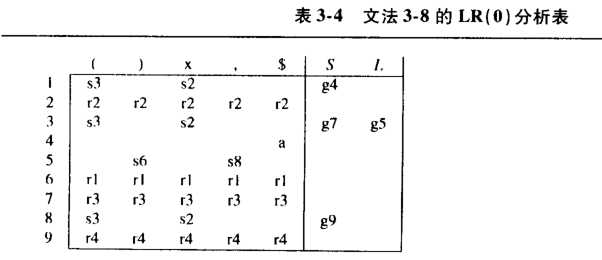 表 3-4 文法 3-8 的 LR(0)分析表
( ) x , $ S L
1 s3 s2 g4
2 r2 r2 r2 r2 r2
3 s3 s2 g7 g5
4 a
5 s6 s8
6 r1 r1 r1 r1 r1
7 r3 r3 r3 r3 r3
8 s3 s2 g9
9 r4 r4 r4 r4 r4